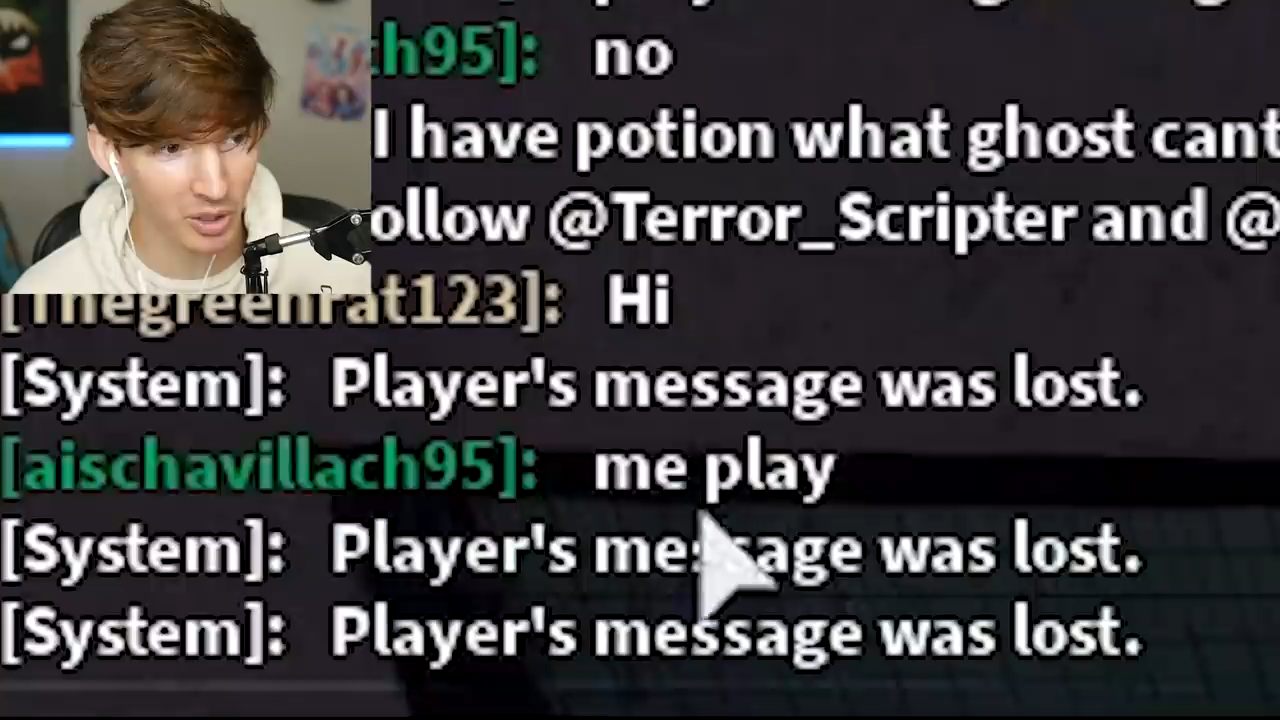 ch95]: no
I have potion what ghost cant
ollow @Terror_Scripter and @
[Thegreenrat123]: Hi
[System]: Player's message was lost.
[aischavillach95]: me play
[System]: Player's message was lost.
[System]: Player's message was lost.